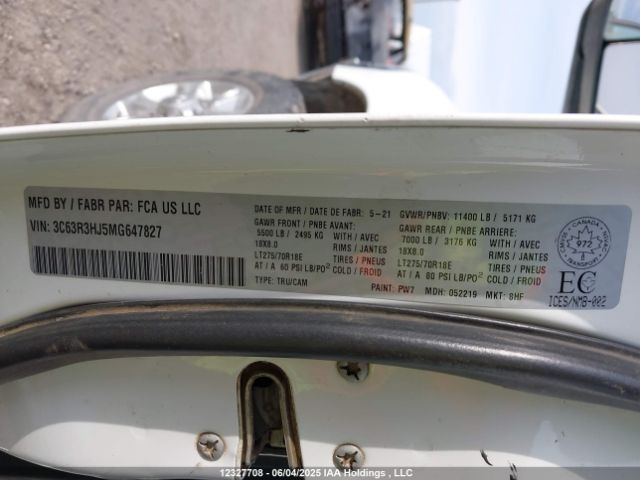 MFD BY / FABR PAR: FCA US LLC
VIN: 3C63R3HJ5MG647827
DATE OF MFR / DATE DE FABR: 5-21
GAWR FRONT / PNBE AVANT:
5500 LB / 2495 KG WITH / AVEC
18X8.0 RIMS / JANTES
LT275/70R18E TIRES / PNEUS
AT / A 60 PSI LB/PO² COLD / FROID
TYPE: TRU/CAM
GVWR/PNBV: 11400 LB / 5171 KG
GAWR REAR / PNBE ARRIERE:
7000 LB / 3176 KG WITH / AVEC
18X8.0 RIMS / JANTES
LT275/70R18E TIRES / PNEUS
AT / A 80 PSI LB/PO² COLD / FROID
PAINT: PW7 MDH: 052219 MKT: 8HF
CANADA
972
TRANSPORT
EC
ICES/NMB-002
12327708 - 06/04/2025 IAA Holdings , LLC